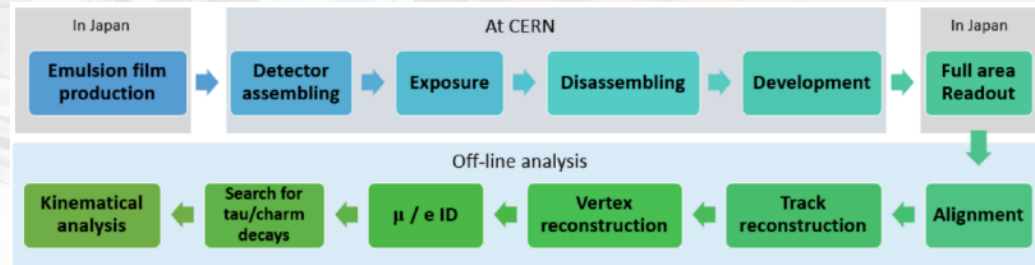 In Japan
At CERN
In Japan
Emulsion film
production
Detector
assembling
Exposure
Disassembling
Development
Full area
Readout
Off-line analysis
Kinematical
analysis
Search for
tau/charm
decays
μ / e ID
Vertex
reconstruction
Track
reconstruction
Alignment